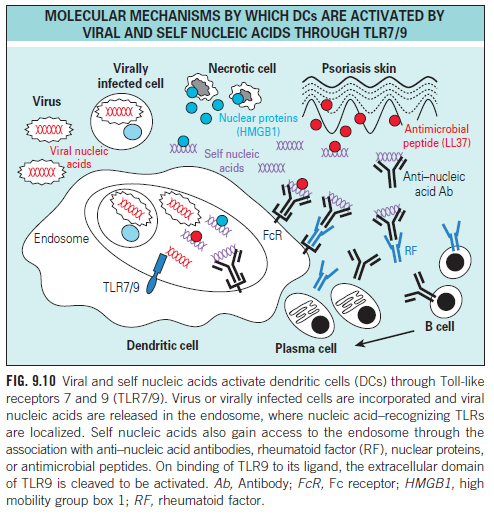 MOLECULAR MECHANISMS BY WHICH DCs ARE ACTIVATED BY
VIRAL AND SELF NUCLEIC ACIDS THROUGH TLR7/9
Virus
Virally
infected cell
Necrotic cell
Psoriasis skin
Nuclear proteins
(HMGB1)
Antimicrobial
peptide (LL37)
Viral nucleic
acids
Self nucleic
acids
Anti–nucleic
acid Ab
Endosome
FcR
RF
TLR7/9
B cell
Dendritic cell
Plasma cell
FIG. 9.10 Viral and self nucleic acids activate dendritic cells (DCs) through Toll-like
receptors 7 and 9 (TLR7/9). Virus or virally infected cells are incorporated and viral
nucleic acids are released in the endosome, where nucleic acid–recognizing TLRs
are localized. Self nucleic acids also gain access to the endosome through the
association with anti–nucleic acid antibodies, rheumatoid factor (RF), nuclear proteins,
or antimicrobial peptides. On binding of TLR9 to its ligand, the extracellular domain
of TLR9 is cleaved to be activated. Ab, Antibody; FcR, Fc receptor; HMGB1, high
mobility group box 1; RF, rheumatoid factor.